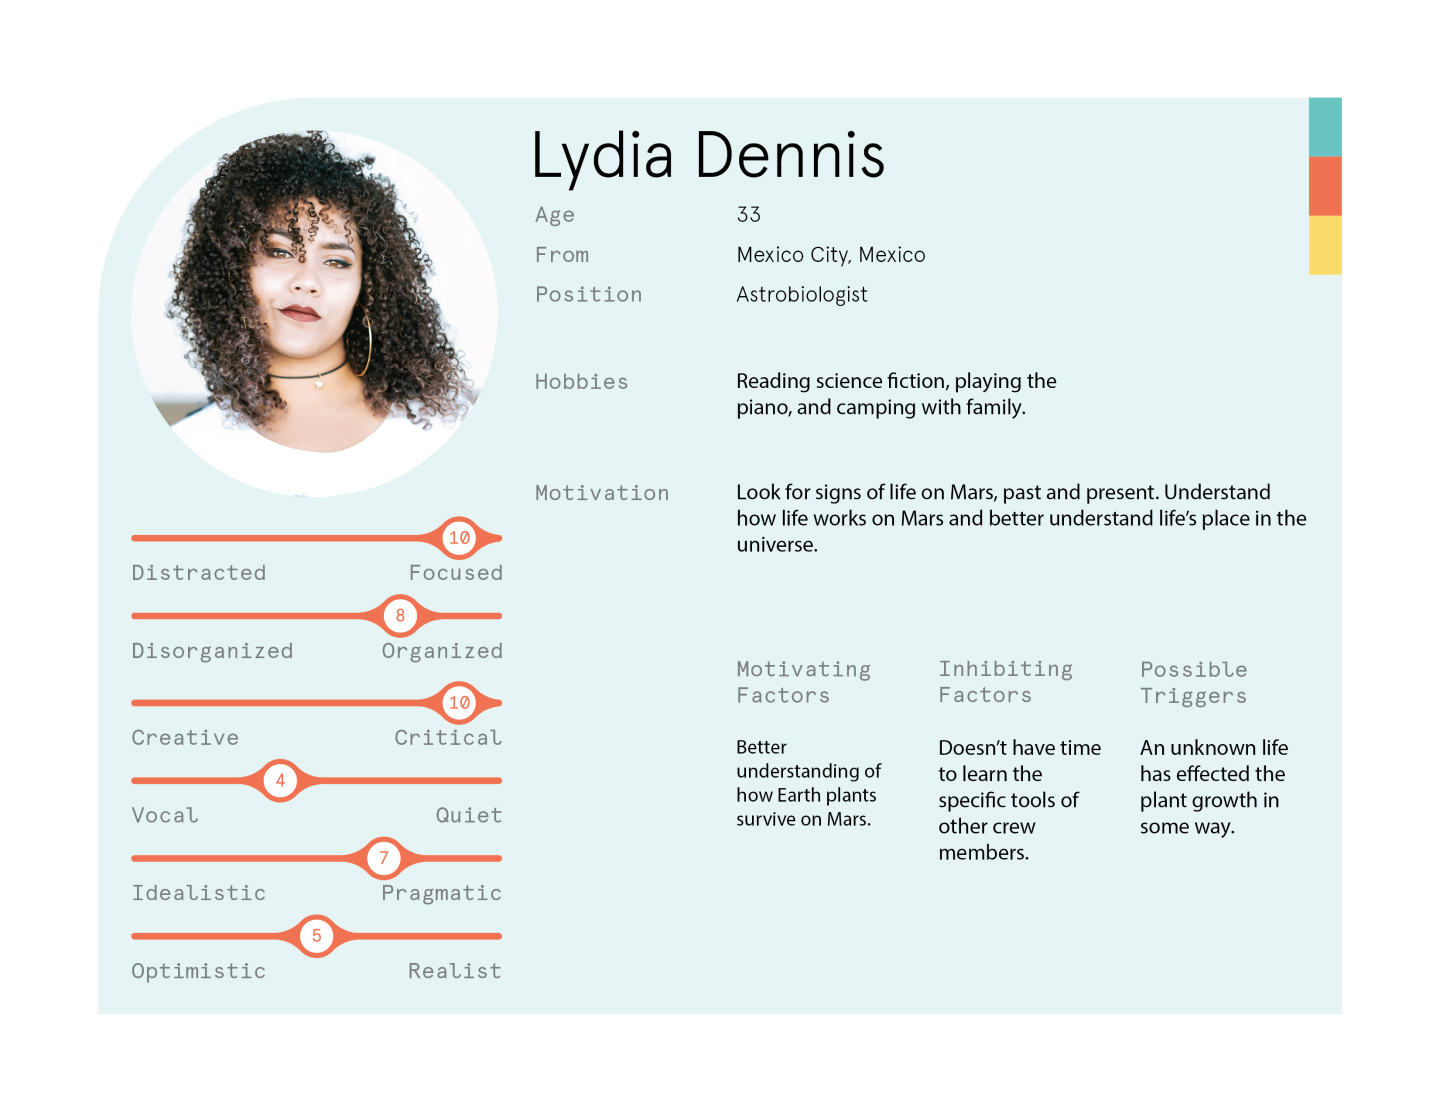 Lydia Dennis
Age 33
From Mexico City, Mexico
Position Astrobiologist
Hobbies Reading science fiction, playing the
piano, and camping with family.
Motivation Look for signs of life on Mars, past and present. Understand
how life works on Mars and better understand life’s place in the
universe.
10
Distracted Focused
8
Disorganized Organized
10
Creative Critical
4
Vocal Quiet
7
Idealistic Pragmatic
5
Optimistic Realist
Motivating
Factors
Better
understanding of
how Earth plants
survive on Mars.
Inhibiting
Factors
Doesn’t have time
to learn the
specific tools of
other crew
members.
Possible
Triggers
An unknown life
has effected the
plant growth in
some way.